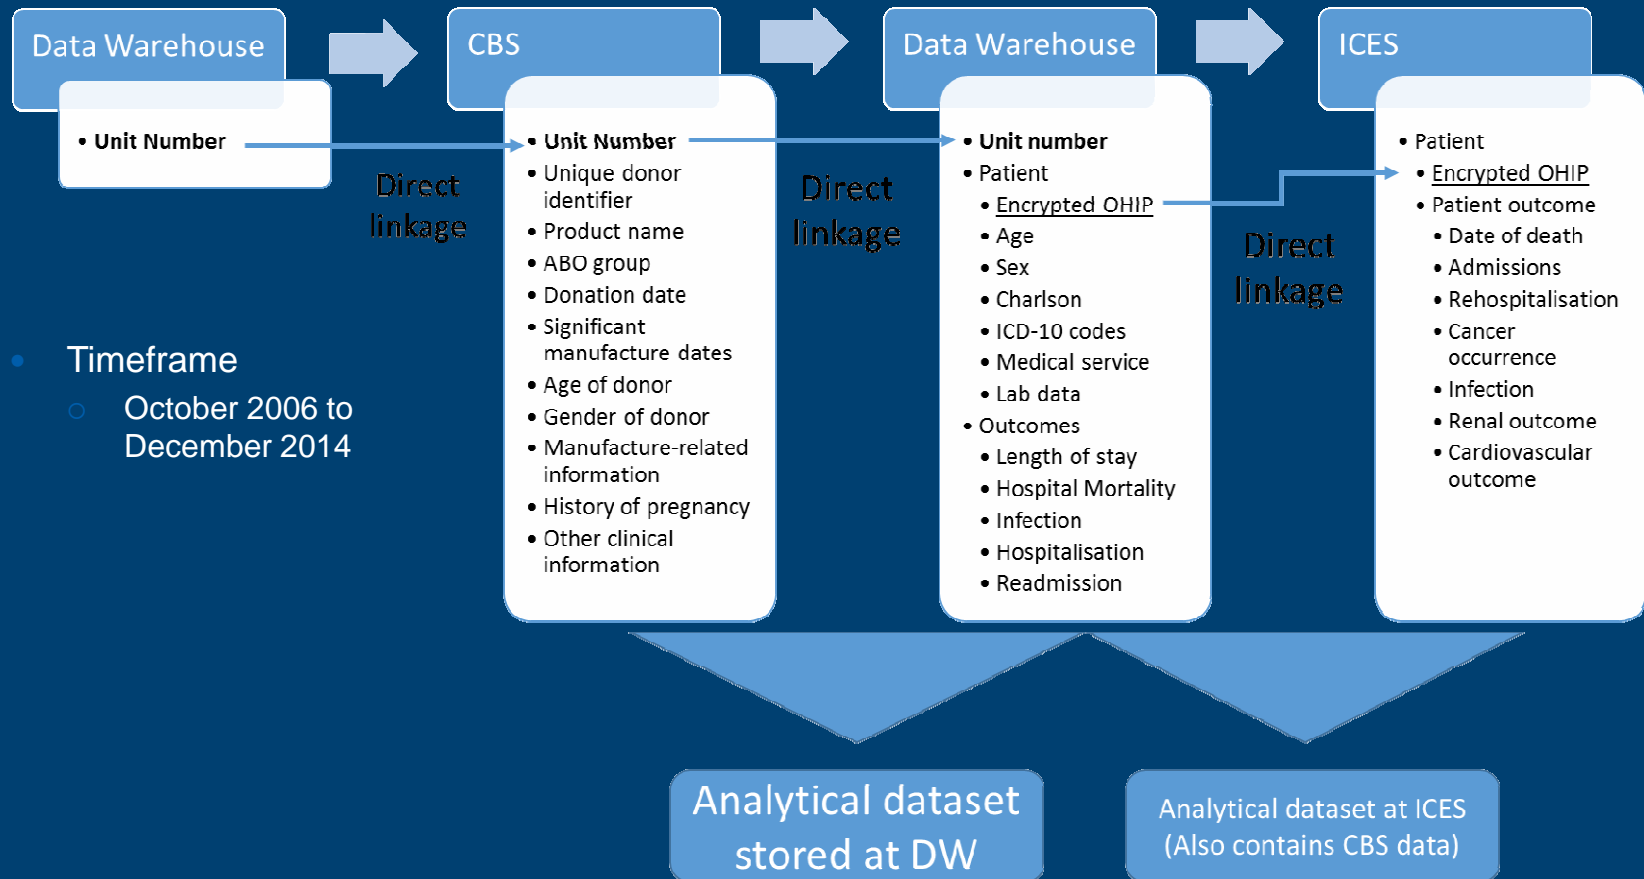 Data Warehouse
• Unit Number
Direct
linkage
CBS
• Unit Number
• Unique donor
identifier
• Product name
• ABO group
• Donation date
• Significant
manufacture dates
• Age of donor
• Gender of donor
• Manufacture-related
information
• History of pregnancy
• Other clinical
information
Direct
linkage
Data Warehouse
• Unit number
• Patient
• Encrypted OHIP
• Age
• Sex
• Charlson
• ICD-10 codes
• Medical service
• Lab data
• Outcomes
• Length of stay
• Hospital Mortality
• Infection
• Hospitalisation
• Readmission
Direct
linkage
ICES
• Patient
• Encrypted OHIP
• Patient outcome
• Date of death
• Admissions
• Rehospitalisation
• Cancer
occurrence
• Infection
• Renal outcome
• Cardiovascular
outcome
• Timeframe
o October 2006 to
December 2014
Analytical dataset
stored at DW
Analytical dataset at ICES
(Also contains CBS data)